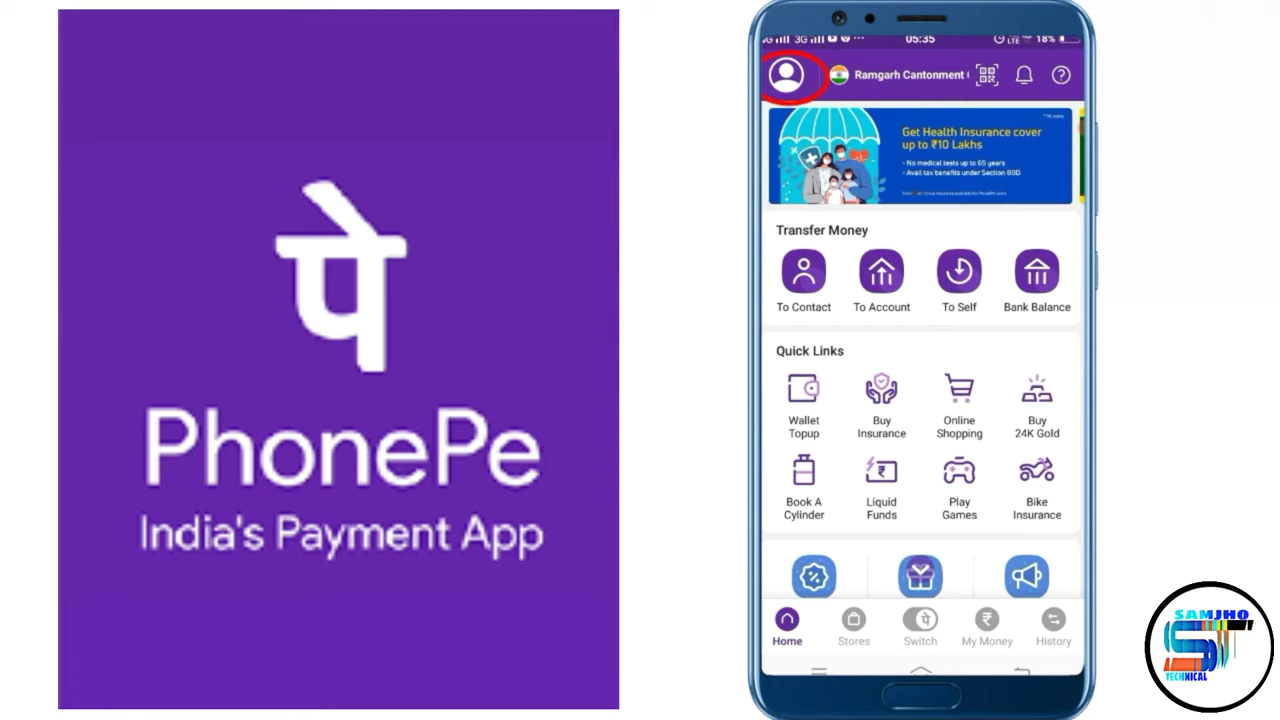 पे
PhonePe
India's Payment App
3G 05:35 LTE 18%
Ramgarh Cantonment
Get Health Insurance cover
up to ₹10 Lakhs
- No medical tests up to 65 years
- Avail tax benefits under Section 80D
Transfer Money
To Contact To Account To Self Bank Balance
Quick Links
Wallet Buy Online Buy
Topup Insurance Shopping 24K Gold
Book A Liquid Play Bike
Cylinder Funds Games Insurance
Home Stores Switch My Money History
SAMJHO
ST
TECHNICAL